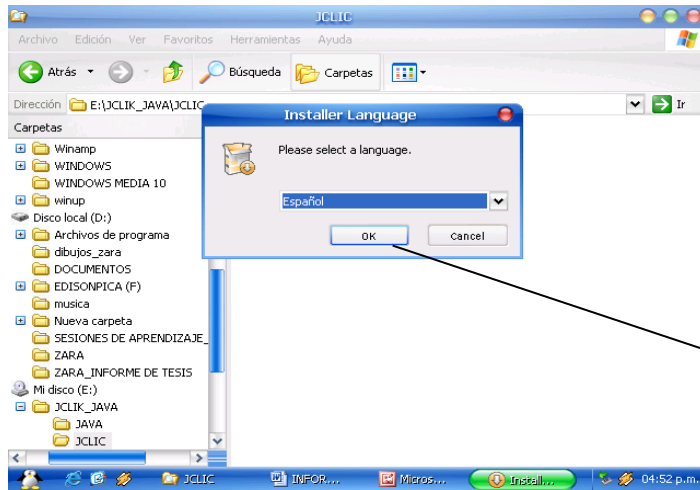 JCLIC
Archivo Edición Ver Favoritos Herramientas Ayuda
Atrás Búsqueda Carpetas
Dirección E:\JCLIK_JAVA\JCLIC Ir
Carpetas
Installer Language
Please select a language.
Español
OK Cancel
Winamp
WINDOWS
WINDOWS MEDIA 10
winup
Disco local (D:)
Archivos de programa
dibujos_zara
DOCUMENTOS
EDISONPICA (F)
musica
Nueva carpeta
SESIONES DE APRENDIZAJE_
ZARA
ZARA_INFORME DE TESIS
Mi disco (E:)
JCLIK_JAVA
JAVA
JCLIC
JCLIC INFOR... Micros... Install... 04:52 p.m.